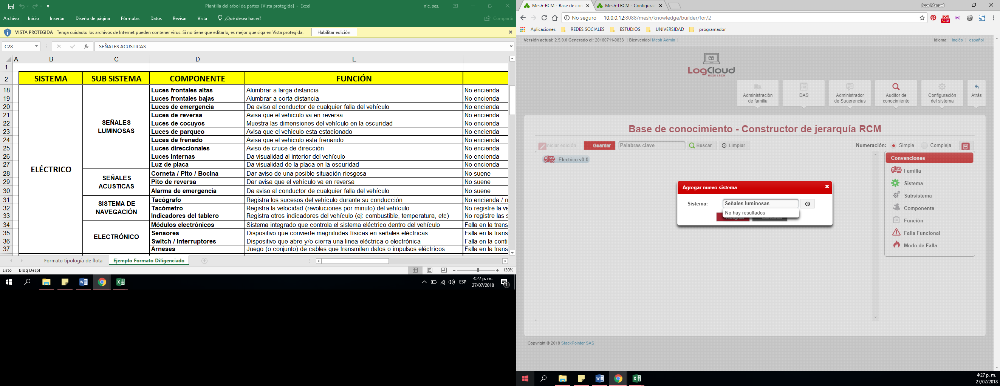 Plantilla del arbol de partes [Vista protegida] - Excel
Inic. ses.
Archivo Inicio Insertar Diseño de página Fórmulas Datos Revisar Vista ¿Qué desea hacer? Compartir
VISTA PROTEGIDA Tenga cuidado: los archivos de Internet pueden contener virus. Si no tiene que editarlo, es mejor que siga en Vista protegida. Habilitar edición
C28 fx SEÑALES ACUSTICAS
A B C D E
1
2 SISTEMA SUB SISTEMA COMPONENTE FUNCIÓN
ELÉCTRICO
SEÑALES
LUMINOSAS
18 Luces frontales altas Alumbrar a larga distancia No encienda
19 Luces frontales bajas Alumbrar a corta distancia No encienda
20 Luces de emergencia Da aviso al conductor de cualquier falla del vehículo No encienda
21 Luces de reversa Avisa que el vehiculo va en reversa No encienda
22 Luces de cocuyos Muestra las dimensiones del vehículo en la oscuridad No encienda
23 Luces de parqueo Avisa que el vehiculo esta estacionado No encienda
24 Luces de frenado Avisa que el vehiculo esta frenando No encienda
25 Luces direccionales Aviso de cruce de dirección No encienda
26 Luces internas Da visualidad al interior del vehículo No encienda
27 Luz de placa Da visualidad de la placa en la oscuridad No encienda
SEÑALES
ACUSTICAS
28 Corneta / Pito / Bocina Dar aviso de una posible situación riesgosa No suene
29 Pito de reversa Dar avisa que el vehículo va en reversa No suene
30 Alarma de emergencia Da aviso al conductor de cualquier falla del vehículo No suene
SISTEMA DE
NAVEGACIÓN
31 Tacógrafo Registra los sucesos del vehículo durante su conducción No encienda / n
32 Tacómetro Registra la velocidad (revoluciones por minuto) del vehículo No registre la ve
33 Indicadores del tablero Registra otros indicadores del vehículo (ej: combustible, temperatura, etc) No registre las s
ELECTRÓNICO
34 Módulos electrónicos Sistema integrado que controla el sistema eléctrico dentro del vehículo Falla en la trans
35 Sensores Dispositivo que convierte magnitudes físicas en señales eléctricas Falla en la trans
36 Switch / interruptores Dispositivo que abre y/o cierra una linea eléctrica o electrónica Falla en la conti
37 Arneses Juego (o conjunto) de cables que transmiten datos o impulsos eléctricos Falla en la trans
Formato tipología de flota Ejemplo Formato Diligenciado
Listo Bloq Despl 130%
ESP
4:27 p. m.
27/07/2018
1
Mesh-RCM - Base de con
Mesh-LRCM - Configurac
Jose Manuel
No seguro 10.0.0.12:8088/mesh/knowledge/builder/for/2
5228
Aplicaciones REDES SOCIALES ESTUDIOS UNIVERSIDAD programador
Versión actual: 2.5.0.0 Generado el: 20180711-0833 Bienvenido! Mesh Admin
Idioma: inglés español
LogCloud
MESH LRCM
Administración
de familia
DAS
Administrador
de Sugerencias
Auditor de
conocimiento
Configuración
del sistema
Atrás
Base de conocimiento - Constructor de jerarquía RCM
Iniciar edición Guardar Palabras clave Buscar Limpiar
Numeración: Simple Compleja
Electrico v0.0
Convenciones
Familia
Sistema
Subsistema
Componente
Función
Falla Funcional
Modo de Falla
Agregar nuevo sistema
Sistema: Señales luminosas
No hay resultados
Aceptar Cancelar
Copyright © 2018 StackPointer SAS
4:27 p. m.
27/07/2018